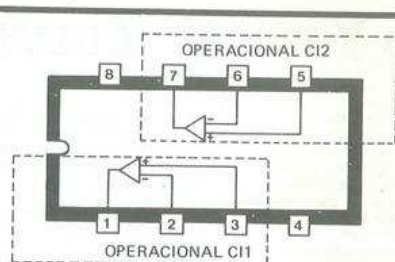 OPERACIONAL CI2
8 7 6 5
- +
+ -
1 2 3 4
OPERACIONAL CI1